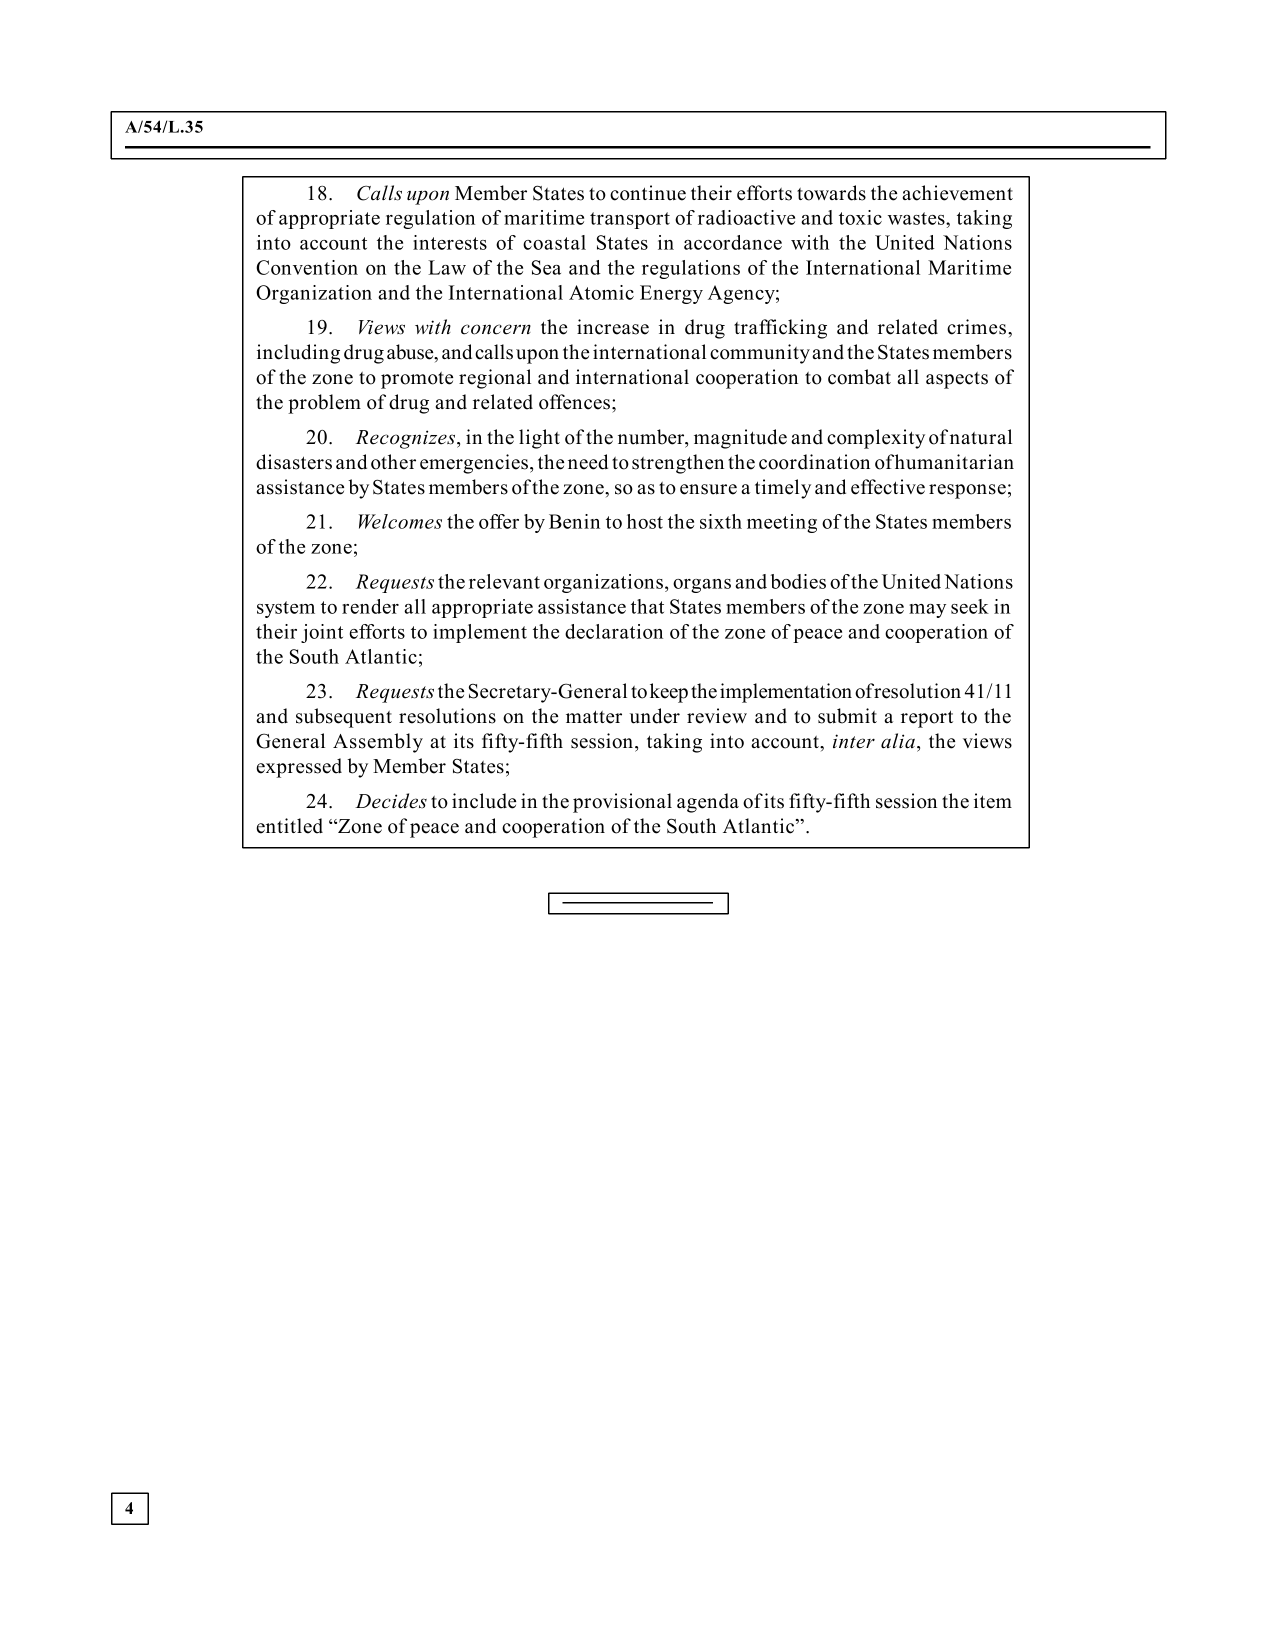 A/54/L.35
18. Calls upon Member States to continue their efforts towards the achievement
of appropriate regulation of maritime transport of radioactive and toxic wastes, taking
into account the interests of coastal States in accordance with the United Nations
Convention on the Law of the Sea and the regulations of the International Maritime
Organization and the International Atomic Energy Agency;
19. Views with concern the increase in drug trafficking and related crimes,
including drug abuse, and calls upon the international community and the States members
of the zone to promote regional and international cooperation to combat all aspects of
the problem of drug and related offences;
20. Recognizes, in the light of the number, magnitude and complexity of natural
disasters and other emergencies, the need to strengthen the coordination of humanitarian
assistance by States members of the zone, so as to ensure a timely and effective response;
21. Welcomes the offer by Benin to host the sixth meeting of the States members
of the zone;
22. Requests the relevant organizations, organs and bodies of the United Nations
system to render all appropriate assistance that States members of the zone may seek in
their joint efforts to implement the declaration of the zone of peace and cooperation of
the South Atlantic;
23. Requests the Secretary-General to keep the implementation of resolution 41/11
and subsequent resolutions on the matter under review and to submit a report to the
General Assembly at its fifty-fifth session, taking into account, inter alia, the views
expressed by Member States;
24. Decides to include in the provisional agenda of its fifty-fifth session the item
entitled “Zone of peace and cooperation of the South Atlantic”.
4